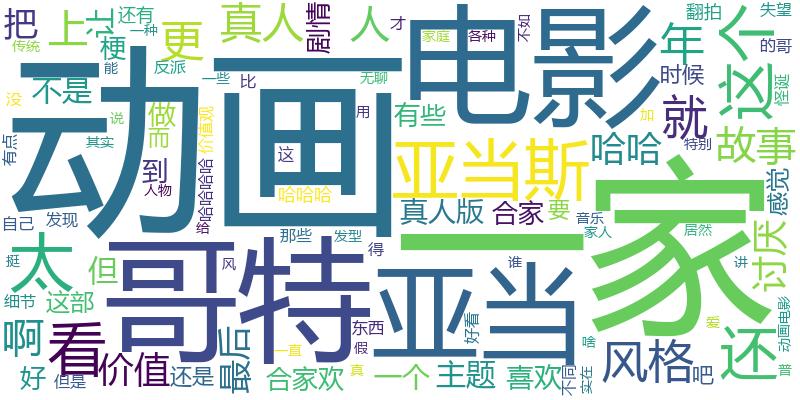 动画
电影
一家
哥特
亚当
亚当斯
这个
就
年
故事
哈哈
更
真人
剧情
人
上
让
把
梗
不是
做
而
到
有些
真人版
合家
要
讨厌
感觉
还
风格
喜欢
主题
一个
合家欢
最后
价值
看
啊
太
但
这部
好
但是
还是
还有
一种
传统
能
反派
一些
比
无聊
用
家庭
各种
才
不如
翻拍
失望
的哥
时候
怪诞
加
特别
没
说
其实
价值观
哈哈哈哈
哈哈哈
给
这
人物
有点
自己
发现
挺
细节
那些
发型
得
风
东西
假
真
一直
谁
好看
音乐
家人
居然
讲
爱
动画电影
普
啥
不同
实在
吧